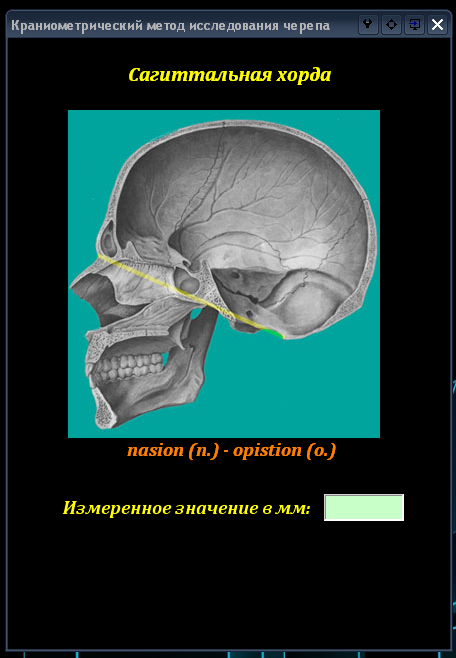 Краниометрический метод исследования черепа
Сагиттальная хорда
nasion (n.) - opistion (o.)
Измеренное значение в мм: